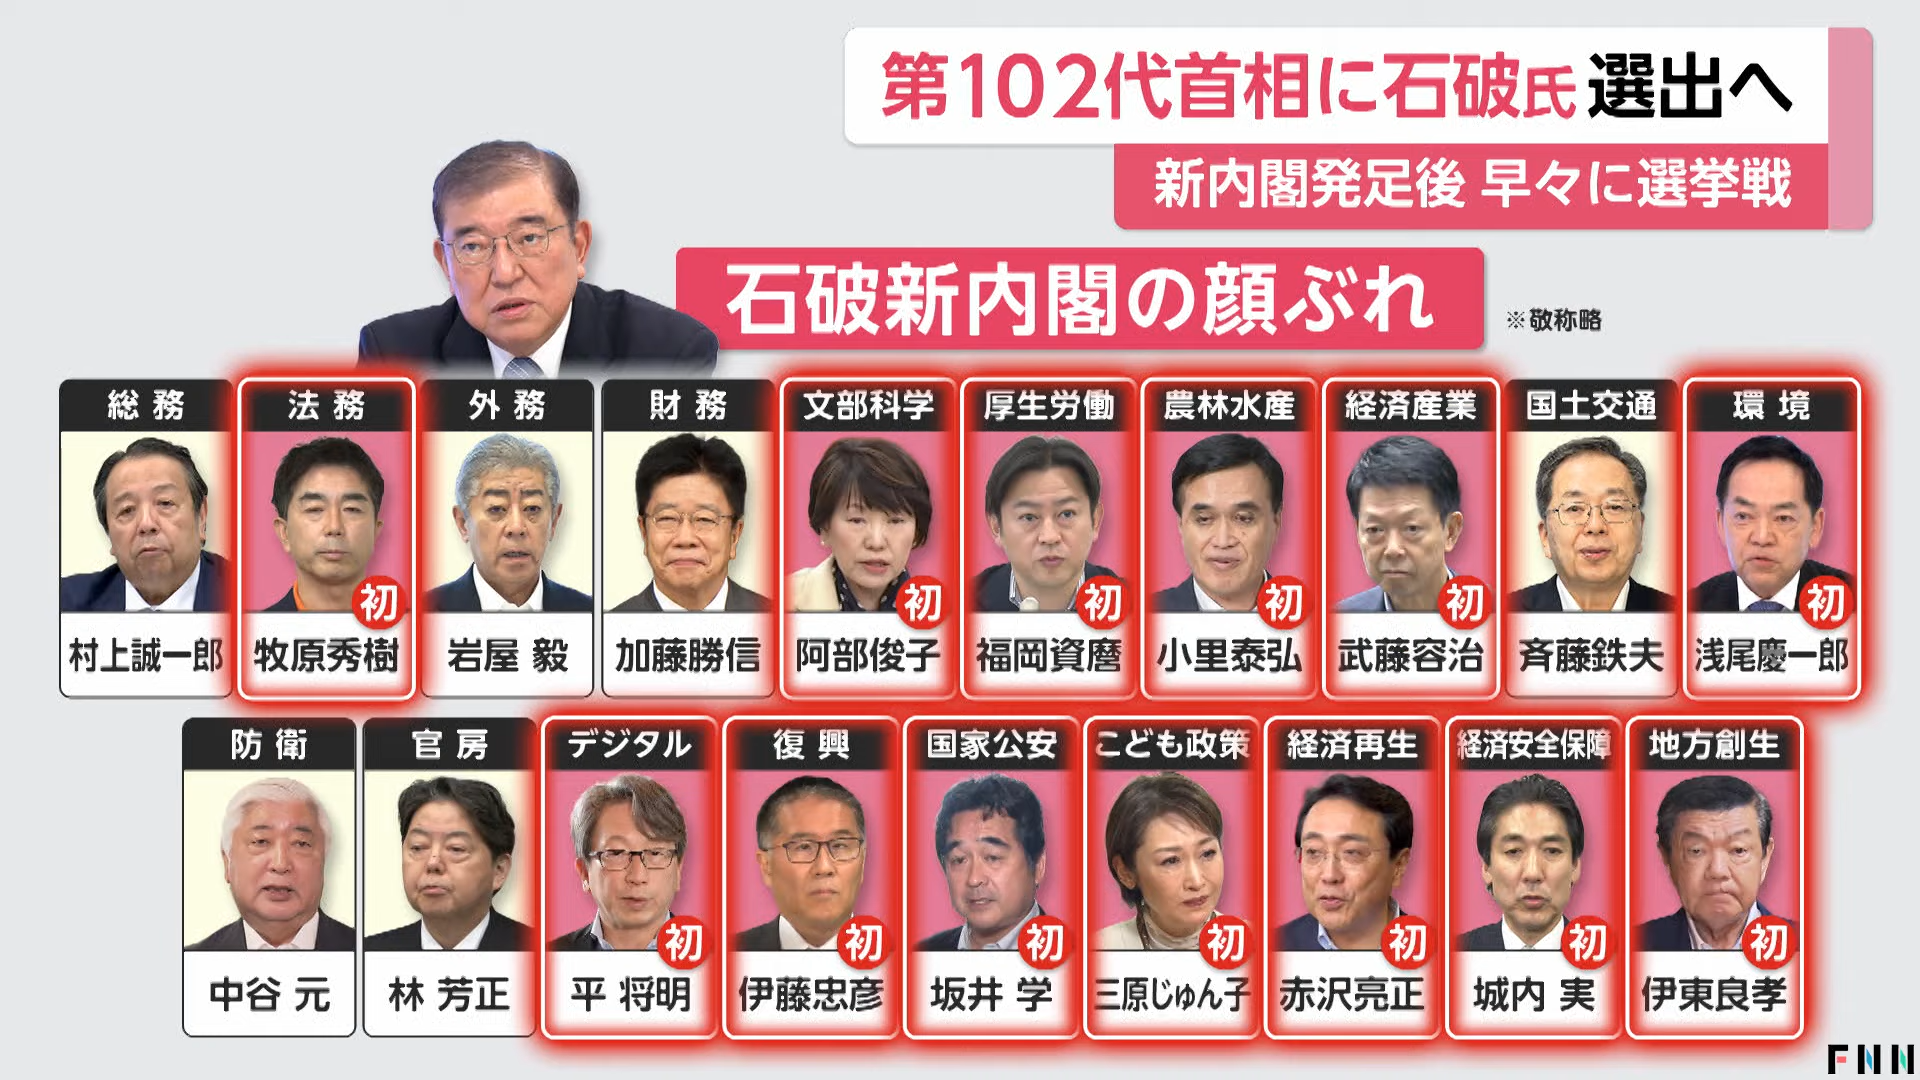 第102代首相に石破氏 選出へ
新内閣発足後 早々に選挙戦
石破新内閣の顔ぶれ
※敬称略
総務 法務 外務 財務 文部科学 厚生労働 農林水産 経済産業 国土交通 環境
初 初 初 初 初 初
村上誠一郎 牧原秀樹 岩屋 毅 加藤勝信 阿部俊子 福岡資麿 小里泰弘 武藤容治 斉藤鉄夫 浅尾慶一郎
防衛 官房 デジタル 復興 国家公安 こども政策 経済再生 経済安全保障 地方創生
初 初 初 初 初 初 初
中谷 元 林 芳正 平 将明 伊藤忠彦 坂井 学 三原じゅん子 赤沢亮正 城内 実 伊東良孝
FNN